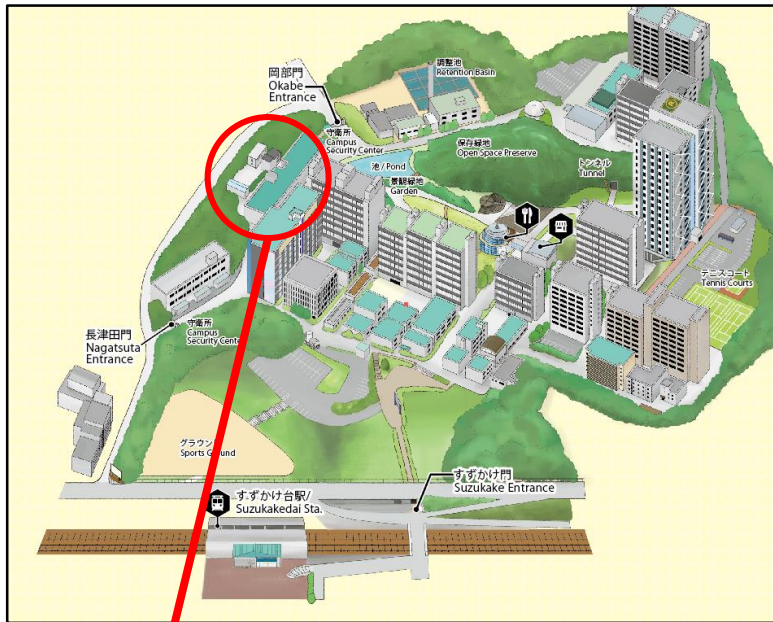 調整池
Retention Basin
岡部門
Okabe
Entrance
守衛所
Campus
Security Center
保存緑地
Open Space Preserve
池 / Pond
トンネル
Tunnel
景観緑地
Garden
テニスコート
Tennis Courts
長津田門
Nagatsuta
Entrance
守衛所
Campus
Security Center
グラウン
Sports Ground
すずかけ門
Suzukake Entrance
すずかけ台駅/
Suzukakedai Sta.